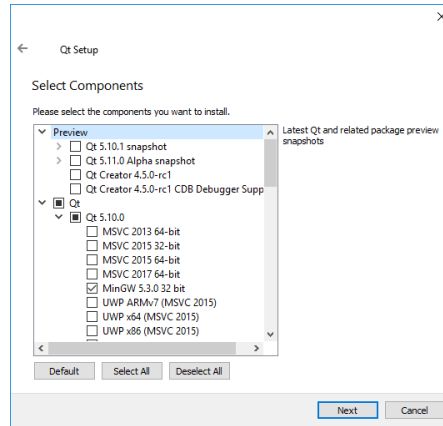 Qt Setup
Select Components
Please select the components you want to install.
Preview
Qt 5.10.1 snapshot
Qt 5.11.0 Alpha snapshot
Qt Creator 4.5.0-rc1
Qt Creator 4.5.0-rc1 CDB Debugger Supp
Qt
Qt 5.10.0
MSVC 2013 64-bit
MSVC 2015 32-bit
MSVC 2015 64-bit
MSVC 2017 64-bit
MinGW 5.3.0 32 bit
UWP ARMv7 (MSVC 2015)
UWP x64 (MSVC 2015)
UWP x86 (MSVC 2015)
Latest Qt and related package preview
snapshots
Default Select All Deselect All
Next Cancel